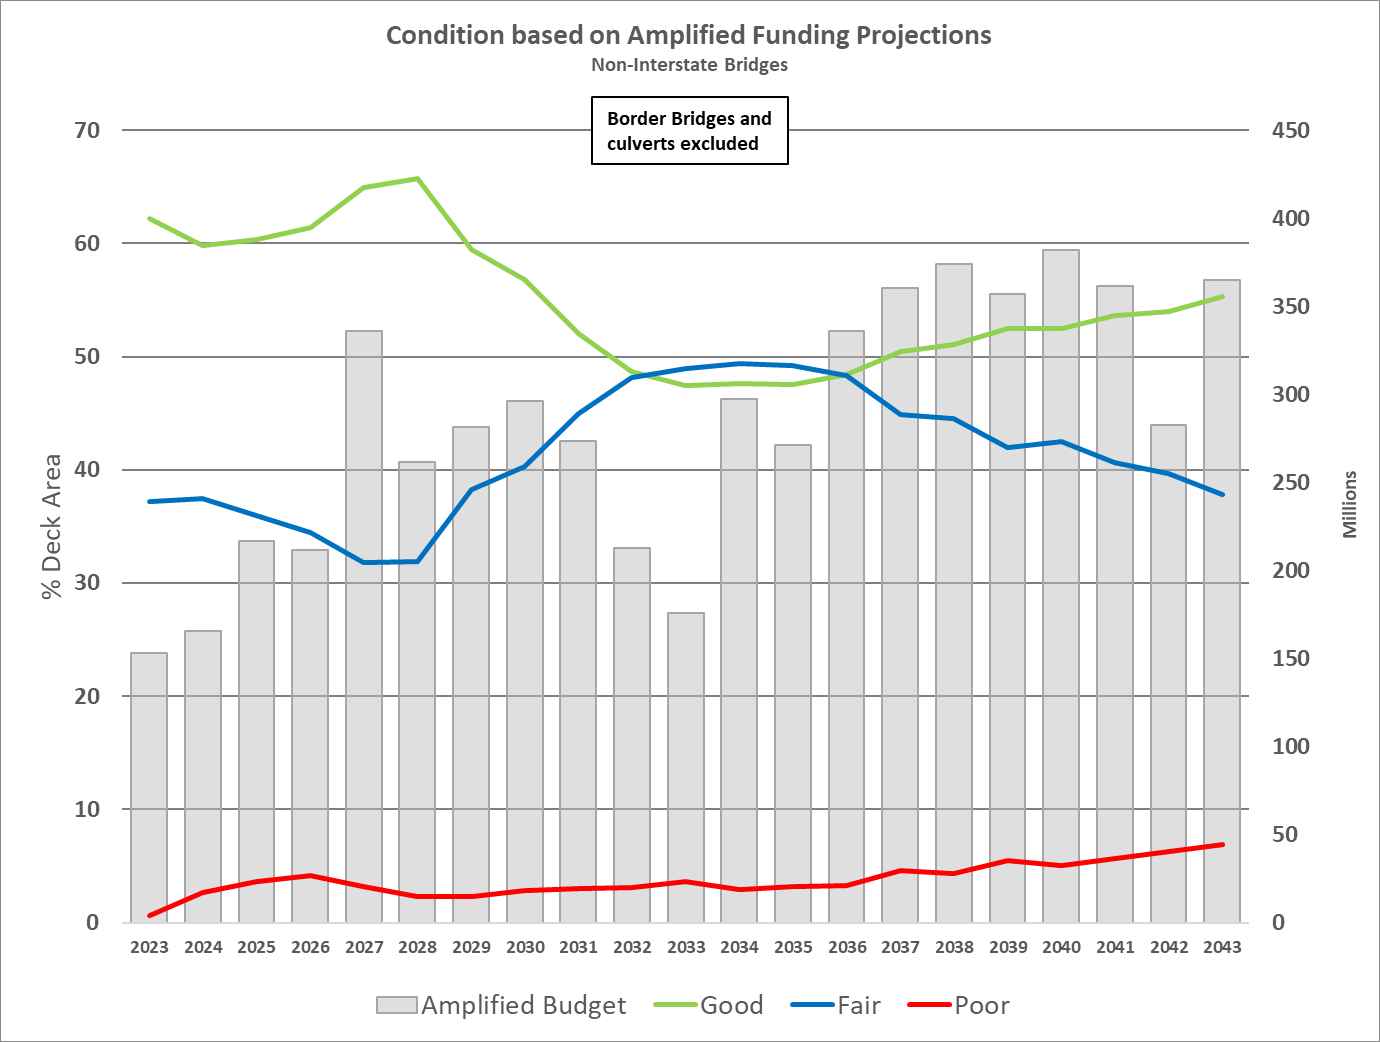 Condition based on Amplified Funding Projections
Non-Interstate Bridges
Border Bridges and
culverts excluded
% Deck Area
70
60
50
40
30
20
10
0
450
400
350
300
250
200
150
100
50
0
Millions
2023 2024 2025 2026 2027 2028 2029 2030 2031 2032 2033 2034 2035 2036 2037 2038 2039 2040 2041 2042 2043
Amplified Budget Good Fair Poor